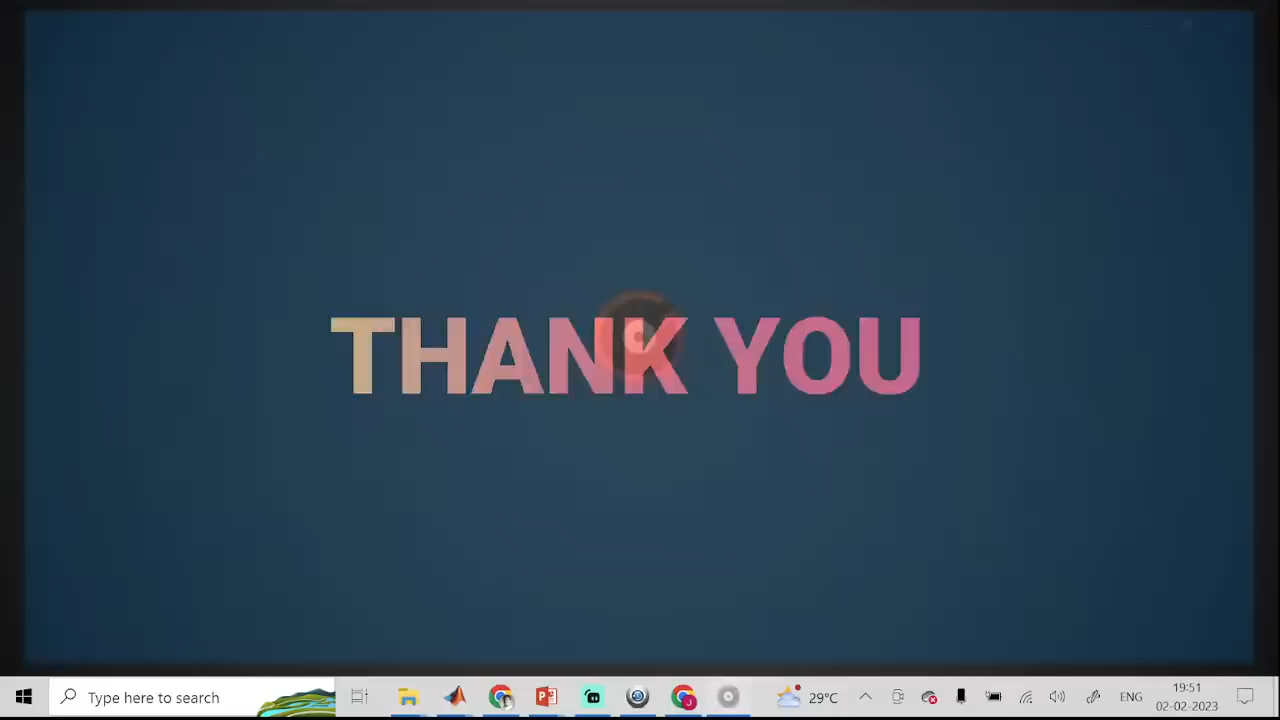 THANK YOU
Type here to search
29°C
ENG
19:51
02-02-2023